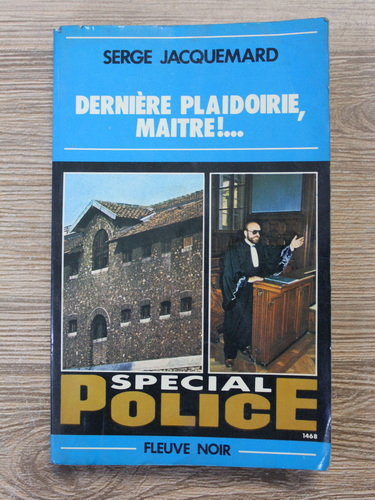 SERGE JACQUEMARD
DERNIÈRE PLAIDOIRIE,
MAITRE!...
SPECIAL
POLICE
1468
FLEUVE NOIR